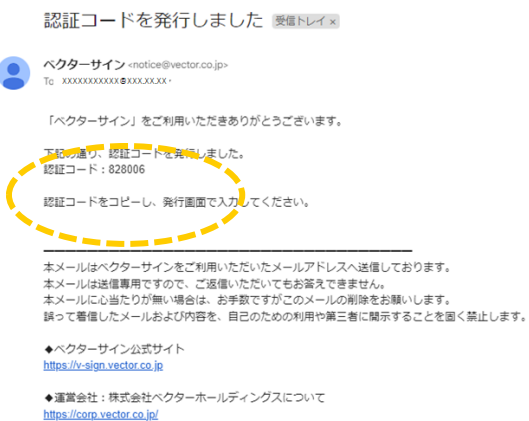 認証コードを発行しました 受信トレイ ×
ベクターサイン <notice@vector.co.jp>
To xxxxxxxxxxx@xxx.xx.xx
「ベクターサイン」をご利用いただきありがとうございます。
下記の通り、認証コードを発行しました。
認証コード：828006
認証コードをコピーし、発行画面で入力してください。
本メールはベクターサインをご利用いただいたメールアドレスへ送信しております。
本メールは送信専用ですので、ご返信いただいてもお答えできません。
本メールに心当たりが無い場合は、お手数ですがこのメールの削除をお願いします。
誤って着信したメールおよび内容を、自己のための利用や第三者に開示することを固く禁止します。
◆ベクターサイン公式サイト
https://v-sign.vector.co.jp
◆運営会社：株式会社ベクターホールディングスについて
https://corp.vector.co.jp/